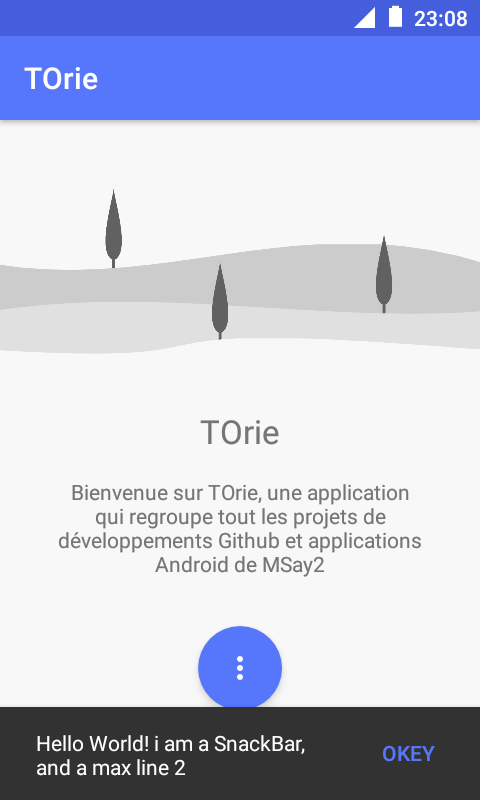 23:08
TOrie
TOrie
Bienvenue sur TOrie, une application
qui regroupe tout les projets de
développements Github et applications
Android de MSay2
Hello World! i am a SnackBar,
and a max line 2
OKEY